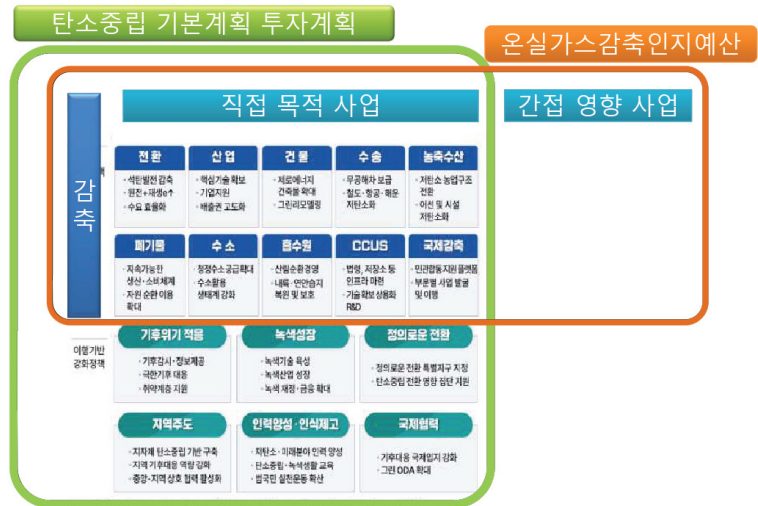 탄소중립 기본계획 투자계획
온실가스감축인지예산
직접 목적 사업
간접 영향 사업
감축
전환
산업
건물
수송
농축수산
· 석탄발전 감축
· 원전+재생e↑
· 수요 효율화
· 핵심기술 확보
· 기업지원
· 배출권 고도화
· 제로에너지
건축물 확대
· 그린리모델링
· 무공해차 보급
· 철도·항공·해운
저탄소화
· 저탄소 농업구조
전환
· 어선 및 시설
저탄소화
폐기물
수소
흡수원
CCUS
국제감축
· 지속가능한
생산·소비체계
· 자원 순환 이용
확대
· 청정수소공급확대
· 수소활용
생태계 강화
· 산림순환경영
· 내륙·연안습지
복원 및 보호
· 법령, 저장소 등
인프라 마련
· 기술확보 상용화
R&D
· 민관합동지원 플랫폼
· 부문별 사업 발굴
및 이행
이행기반
강화정책
기후위기 적응
녹색성장
정의로운 전환
· 기후감시·정보제공
· 극한기후 대응
· 취약계층 지원
· 녹색기술 육성
· 녹색산업 성장
· 녹색 재정·금융 확대
· 정의로운 전환 특별지구 지정
· 탄소중립 전환 영향 집단 지원
지역주도
인력양성·인식제고
국제협력
· 지자체 탄소중립 기반 구축
· 지역 기후대응 역량 강화
· 중앙-지역 상호 협력 활성화
· 저탄소·미래분야 인력 양성
· 탄소중립·녹색생활 교육
· 범국민 실천운동 확산
· 기후대응 국제입지 강화
· 그린 ODA 확대